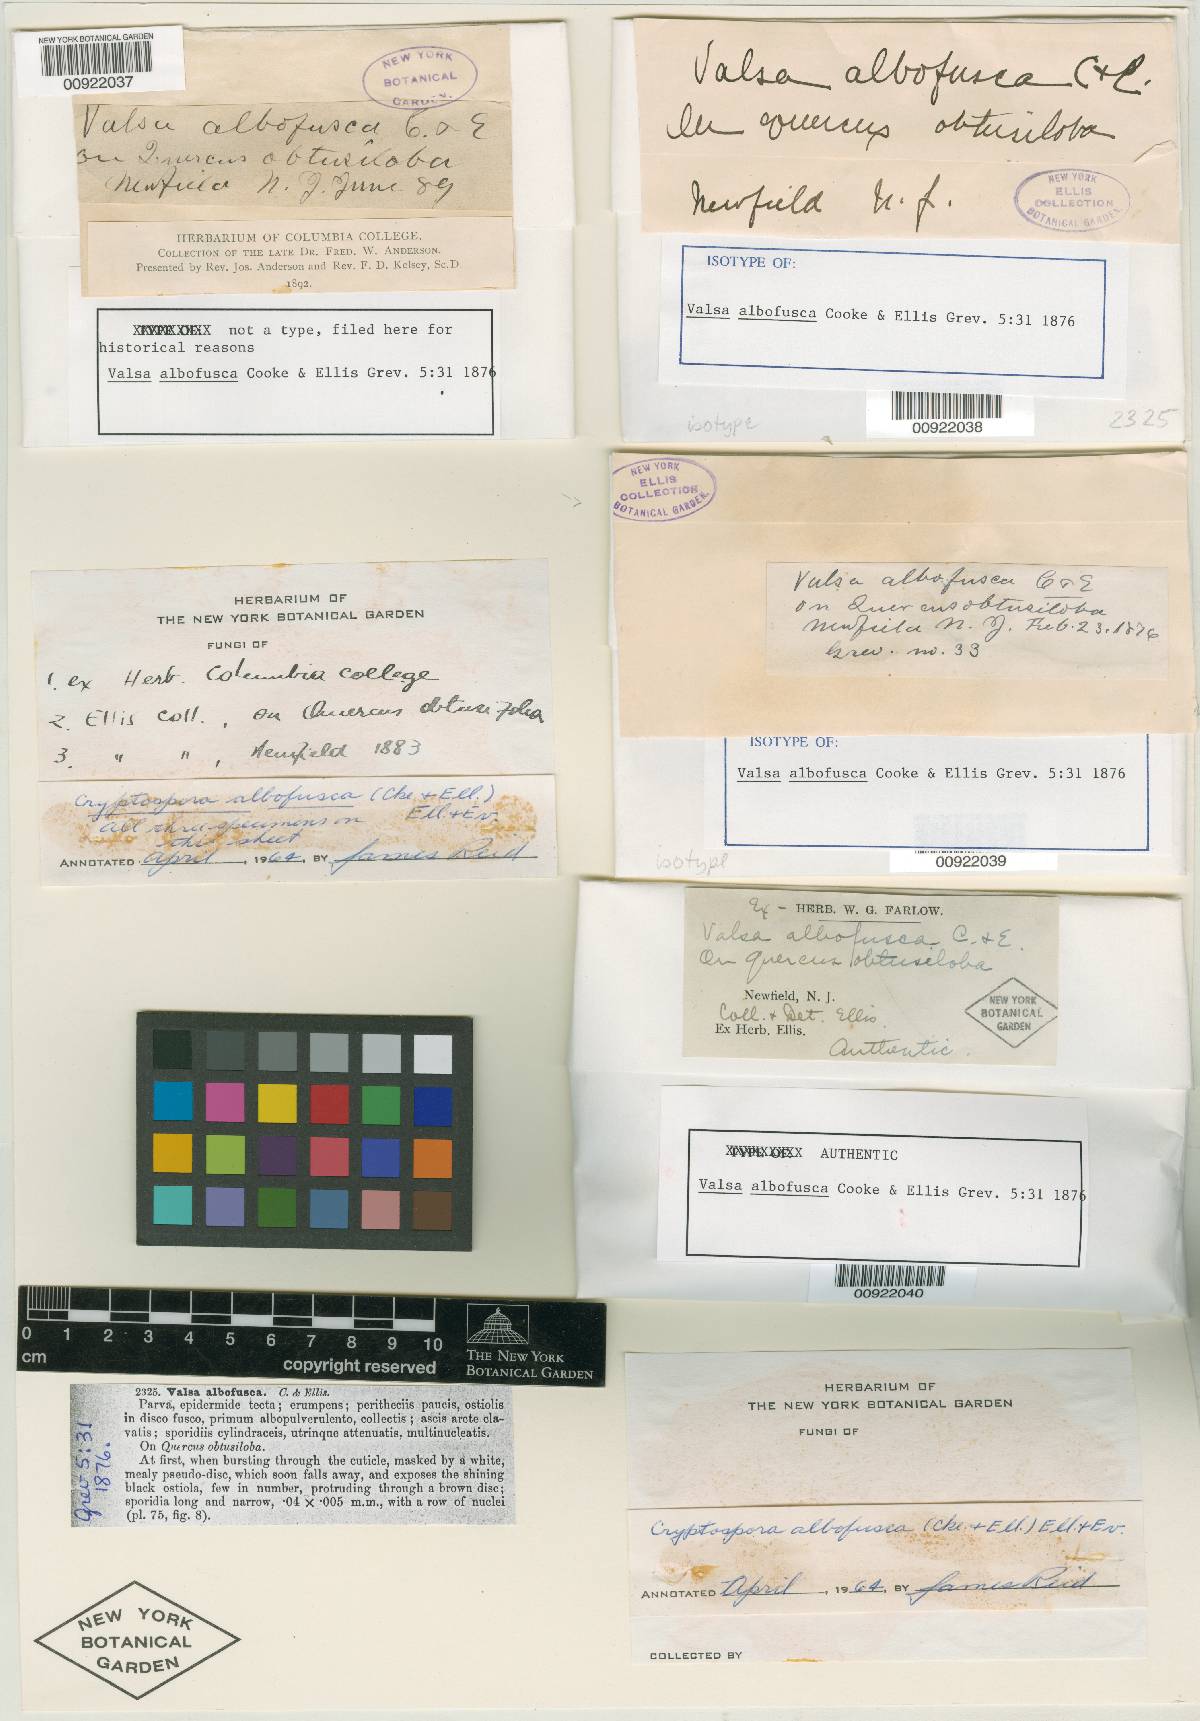 NEW YORK BOTANICAL GARDEN
00922037
NEW YORK
BOTANICAL
GARDEN.
Valsa albofusca C. & E
on Quercus obtusiloba
Newfield N. J. June 89
HERBARIUM OF COLUMBIA COLLEGE.
COLLECTION OF THE LATE DR. FRED. W. ANDERSON.
Presented by Rev. Jos. Anderson and Rev. F. D. Kelsey, Sc.D.
1892.
not a type, filed here for
historical reasons
Valsa albofusca Cooke & Ellis Grev. 5:31 1876
Valsa albofusca C&E.
On quercus obtusiloba
Newfield N. J.
NEW YORK
ELLIS
COLLECTION
BOTANICAL GARDEN.
ISOTYPE OF:
Valsa albofusca Cooke & Ellis Grev. 5:31 1876
isotype
00922038
2325
NEW YORK
ELLIS
COLLECTION
BOTANICAL GARDEN.
Valsa albofusca C & E
on Quercus obtusiloba
Newfield N. J. Feb. 23. 1876
Grev. no. 33
ISOTYPE OF:
Valsa albofusca Cooke & Ellis Grev. 5:31 1876
isotype
00922039
HERBARIUM OF
THE NEW YORK BOTANICAL GARDEN
FUNGI OF
1. ex Herb. Columbia college
2. Ellis coll., on Quercus obtusifolia
3. " " , Newfield 1883
Cryptospora albofusca (Cke + Ell.)
Ell. + Ev.
all three specimens on
this sheet
ANNOTATED April, 1964, BY James Reid
Ex - HERB. W. G. FARLOW.
Valsa albofusca C. & E.
On quercus obtusiloba
Newfield, N. J.
Coll. & Det. Ellis.
Ex Herb. Ellis.
Authentic.
NEW YORK
BOTANICAL
GARDEN
AUTHENTIC
Valsa albofusca Cooke & Ellis Grev. 5:31 1876
00922040
0 1 2 3 4 5 6 7 8 9 10
cm
copyright reserved
THE NEW YORK
BOTANICAL GARDEN
Grev 5:31
1876.
2325. Valsa albofusca. C. & Ellis.
Parva, epidermide tecta; erumpens; peritheciis paucis, ostiolis
in disco fusco, primum albopulverulento, collectis; ascis arcte cla-
vatis; sporidiis cylindraceis, utrinque attenuatis, multinucleatis.
On Quercus obtusiloba.
At first, when bursting through the cuticle, masked by a white,
mealy pseudo-disc, which soon falls away, and exposes the shining
black ostiola, few in number, protruding through a brown disc;
sporidia long and narrow, ·04 × ·005 m.m., with a row of nuclei
(pl. 75, fig. 8).
NEW YORK
BOTANICAL
GARDEN
HERBARIUM OF
THE NEW YORK BOTANICAL GARDEN
FUNGI OF
Cryptospora albofusca (Cke. + Ell.) Ell. + Ev.
ANNOTATED April, 1964, BY James Reid
COLLECTED BY